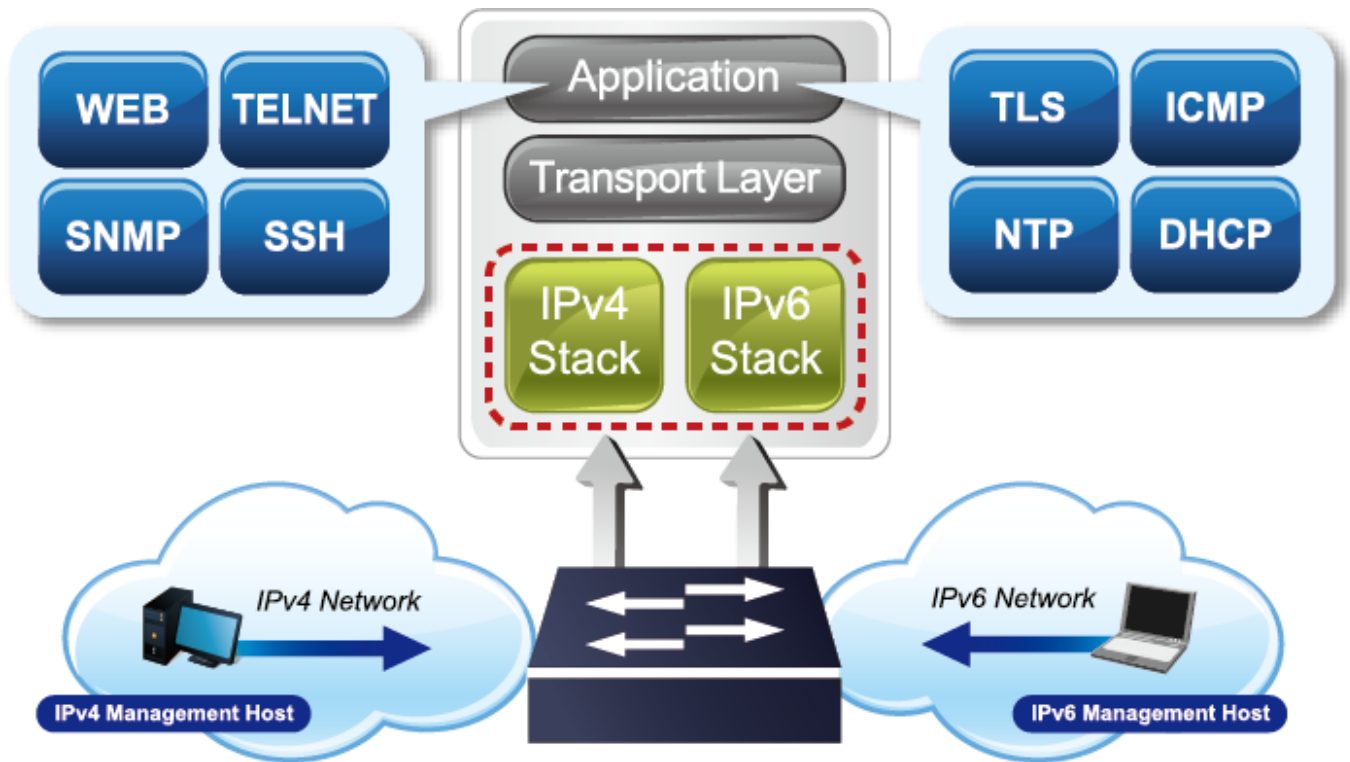 WEB
TELNET
SNMP
SSH
Application
Transport Layer
IPv4
Stack
IPv6
Stack
TLS
ICMP
NTP
DHCP
IPv4 Network
IPv4 Management Host
IPv6 Network
IPv6 Management Host